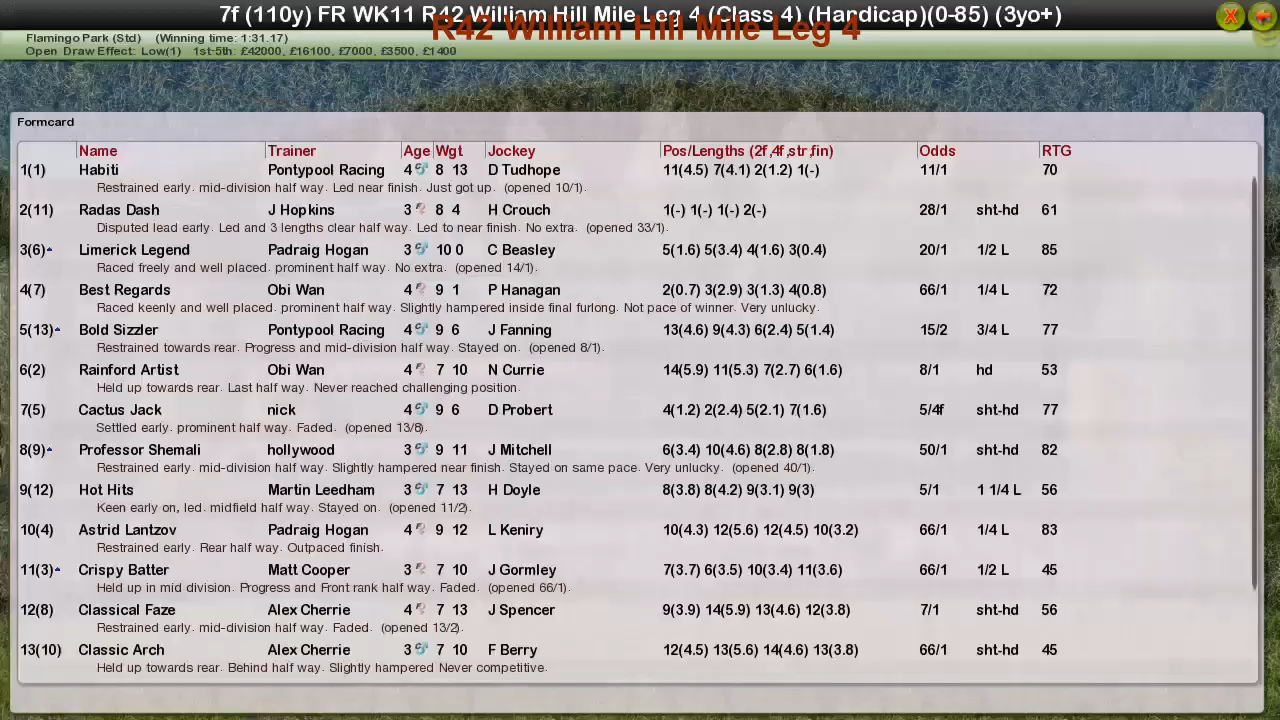 7f (110y) FR WK11 R42 William Hill Mile Leg 4 (Class 4) (Handicap)(0-85) (3yo+)
R42 William Hill Mile Leg 4
Flamingo Park (Std) (Winning time: 1:31.17)
Open Draw Effect: Low(1) 1st-5th: £42000, £16100, £7000, £3500, £1400
Formcard
Name Trainer Age Wgt Jockey Pos/Lengths (2f,4f,str,fin) Odds RTG
1(1) Habiti Pontypool Racing 4 8 13 D Tudhope 11(4.5) 7(4.1) 2(1.2) 1(-) 11/1 70
Restrained early. mid-division half way. Led near finish. Just got up. (opened 10/1).
2(11) Radas Dash J Hopkins 3 8 4 H Crouch 1(-) 1(-) 1(-) 2(-) 28/1 sht-hd 61
Disputed lead early. Led and 3 lengths clear half way. Led to near finish. No extra. (opened 33/1).
3(6) Limerick Legend Padraig Hogan 3 10 0 C Beasley 5(1.6) 5(3.4) 4(1.6) 3(0.4) 20/1 1/2 L 85
Raced freely and well placed. prominent half way. No extra. (opened 14/1).
4(7) Best Regards Obi Wan 4 9 1 P Hanagan 2(0.7) 3(2.9) 3(1.3) 4(0.8) 66/1 1/4 L 72
Raced keenly and well placed. prominent half way. Slightly hampered inside final furlong. Not pace of winner. Very unlucky.
5(13) Bold Sizzler Pontypool Racing 4 9 6 J Fanning 13(4.6) 9(4.3) 6(2.4) 5(1.4) 15/2 3/4 L 77
Restrained towards rear. Progress and mid-division half way. Stayed on. (opened 8/1).
6(2) Rainford Artist Obi Wan 4 7 10 N Currie 14(5.9) 11(5.3) 7(2.7) 6(1.6) 8/1 hd 53
Held up towards rear. Last half way. Never reached challenging position.
7(5) Cactus Jack nick 4 9 6 D Probert 4(1.2) 2(2.4) 5(2.1) 7(1.6) 5/4f sht-hd 77
Settled early. prominent half way. Faded. (opened 13/8).
8(9) Professor Shemali hollywood 3 9 11 J Mitchell 6(3.4) 10(4.6) 8(2.8) 8(1.8) 50/1 sht-hd 82
Restrained early. mid-division half way. Slightly hampered near finish. Stayed on same pace. Very unlucky. (opened 40/1).
9(12) Hot Hits Martin Leedham 3 7 13 H Doyle 8(3.8) 8(4.2) 9(3.1) 9(3) 5/1 1 1/4 L 56
Keen early on, led. midfield half way. Stayed on. (opened 11/2).
10(4) Astrid Lantzov Padraig Hogan 4 9 12 L Keniry 10(4.3) 12(5.6) 12(4.5) 10(3.2) 66/1 1/4 L 83
Restrained early. Rear half way. Outpaced finish.
11(3) Crispy Batter Matt Cooper 3 7 10 J Gormley 7(3.7) 6(3.5) 10(3.4) 11(3.6) 66/1 1/2 L 45
Held up in mid division. Progress and Front rank half way. Faded. (opened 66/1).
12(8) Classical Faze Alex Cherrie 4 7 13 J Spencer 9(3.9) 14(5.9) 13(4.6) 12(3.8) 7/1 sht-hd 56
Restrained early. mid-division half way. Faded. (opened 13/2).
13(10) Classic Arch Alex Cherrie 3 7 10 F Berry 12(4.5) 13(5.6) 14(4.6) 13(3.8) 66/1 sht-hd 45
Held up towards rear. Behind half way. Slightly hampered Never competitive.